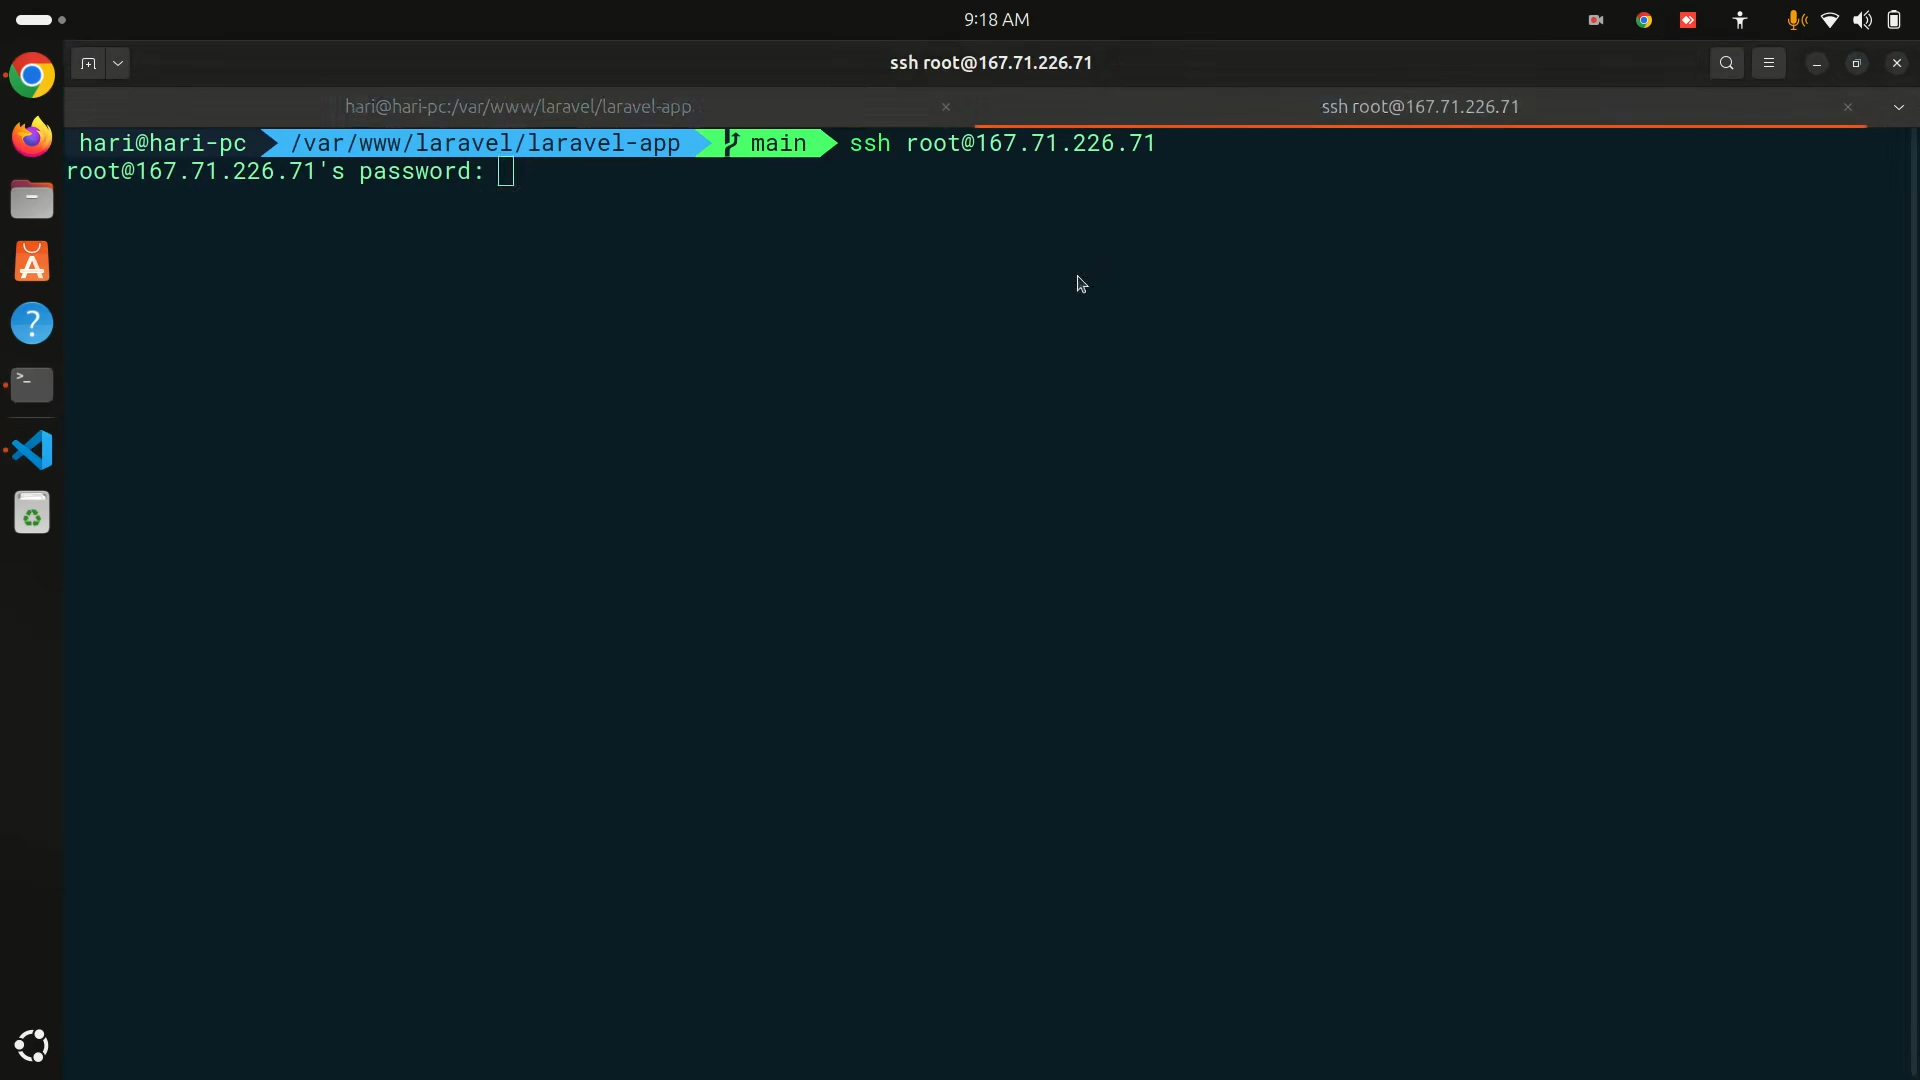 9:18 AM
ssh root@167.71.226.71
hari@hari-pc:/var/www/laravel/laravel-app
ssh root@167.71.226.71
hari@hari-pc /var/www/laravel/laravel-app main ssh root@167.71.226.71
root@167.71.226.71's password: